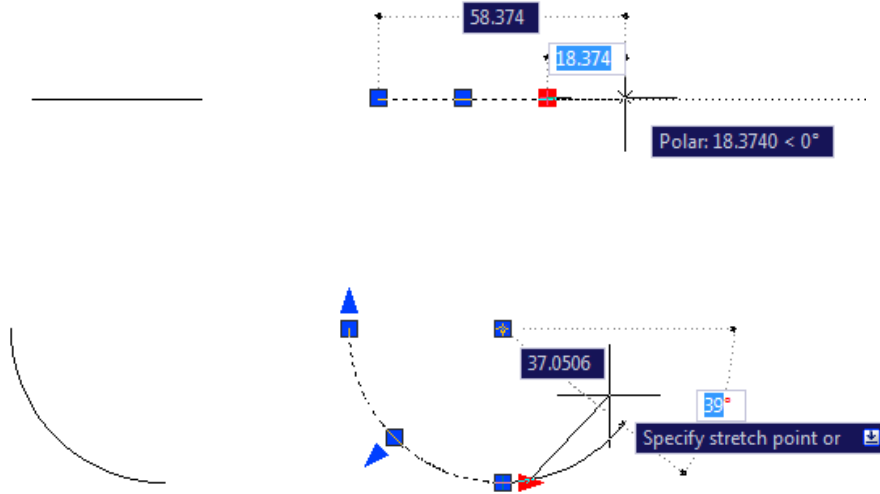 58.374
18.374
Polar: 18.3740 < 0°
37.0506
39°
Specify stretch point or